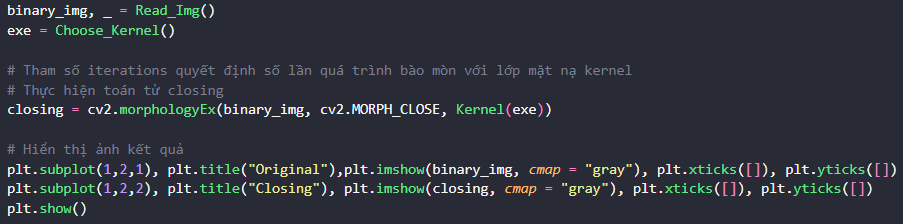 binary_img, _ = Read_Img()
exe = Choose_Kernel()
# Tham số iterations quyết định số lần quá trình bào mòn với lớp mặt nạ kernel
# Thực hiện toán tử closing
closing = cv2.morphologyEx(binary_img, cv2.MORPH_CLOSE, Kernel(exe))
# Hiển thị ảnh kết quả
plt.subplot(1,2,1), plt.title("Original"),plt.imshow(binary_img, cmap = "gray"), plt.xticks([]), plt.yticks([])
plt.subplot(1,2,2), plt.title("Closing"), plt.imshow(closing, cmap = "gray"), plt.xticks([]), plt.yticks([])
plt.show()